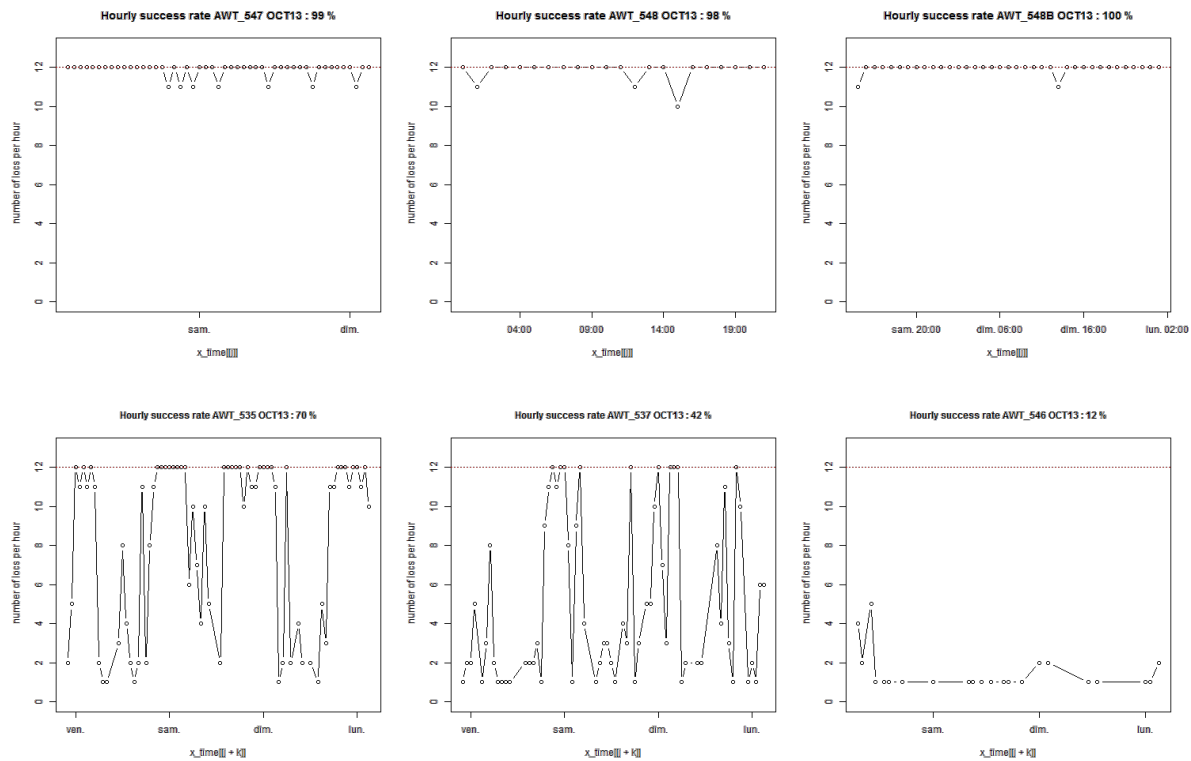 Hourly success rate AWT_547 OCT13 : 99 %
number of locs per hour
12
10
8
6
4
2
0
sam.
dim.
x_time[[j]]
Hourly success rate AWT_548 OCT13 : 98 %
number of locs per hour
12
10
8
6
4
2
0
04:00
09:00
14:00
19:00
x_time[[j]]
Hourly success rate AWT_548B OCT13 : 100 %
number of locs per hour
12
10
8
6
4
2
0
sam. 20:00
dim. 06:00
dim. 16:00
lun. 02:00
x_time[[j]]
Hourly success rate AWT_535 OCT13 : 70 %
number of locs per hour
12
10
8
6
4
2
0
ven.
sam.
dim.
lun.
x_time[[j + k]]
Hourly success rate AWT_537 OCT13 : 42 %
number of locs per hour
12
10
8
6
4
2
0
ven.
sam.
dim.
lun.
x_time[[j + k]]
Hourly success rate AWT_546 OCT13 : 12 %
number of locs per hour
12
10
8
6
4
2
0
sam.
dim.
lun.
x_time[[j + k]]